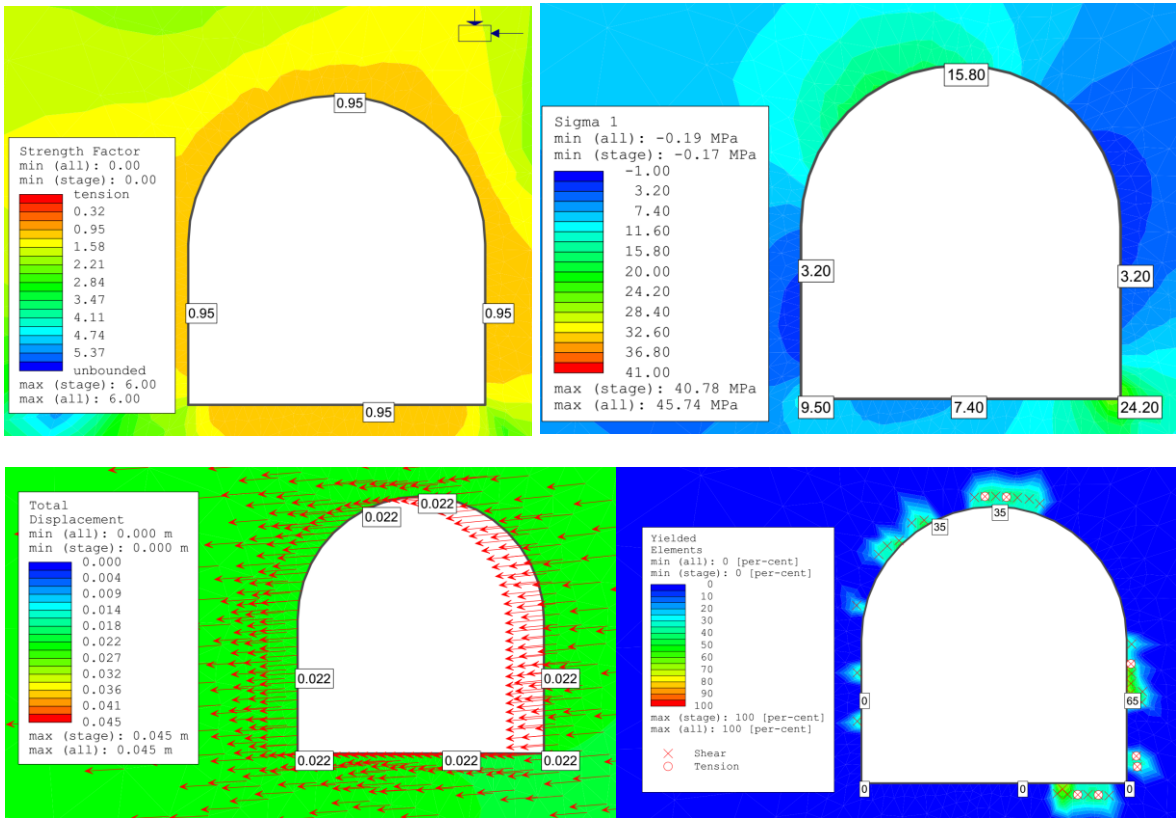 0.95
Strength Factor
min (all): 0.00
min (stage): 0.00
tension
0.32
0.95
1.58
2.21
2.84
3.47
4.11
4.74
5.37
unbounded
max (stage): 6.00
max (all): 6.00
0.95
0.95
0.95
15.80
Sigma 1
min (all): -0.19 MPa
min (stage): -0.17 MPa
-1.00
3.20
7.40
11.60
15.80
20.00
24.20
28.40
32.60
36.80
41.00
max (stage): 40.78 MPa
max (all): 45.74 MPa
3.20
3.20
9.50
7.40
24.20
Total
Displacement
min (all): 0.000 m
min (stage): 0.000 m
0.000
0.004
0.009
0.014
0.018
0.022
0.027
0.032
0.036
0.041
0.045
max (stage): 0.045 m
max (all): 0.045 m
0.022
0.022
0.022
0.022
0.022
0.022
0.022
35
35
Yielded
Elements
min (all): 0 [per-cent]
min (stage): 0 [per-cent]
0
10
20
30
40
50
60
70
80
90
100
max (stage): 100 [per-cent]
max (all): 100 [per-cent]
Shear
Tension
0
65
0
0
0